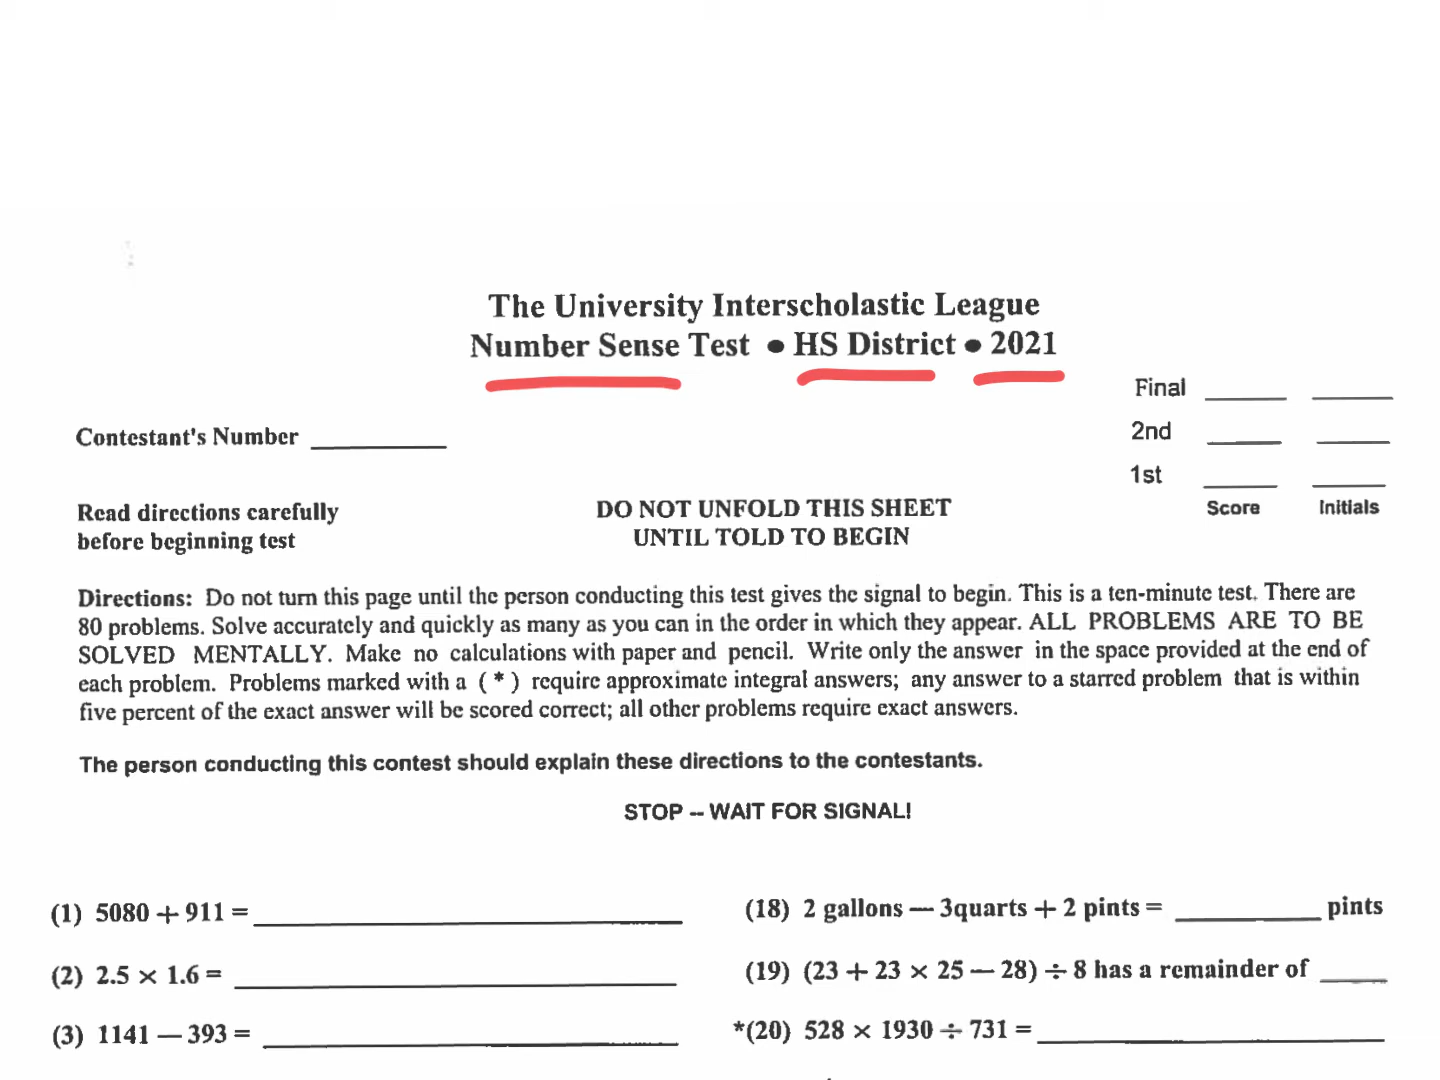 The University Interscholastic League
Number Sense Test • HS District • 2021
Final
Contestant's Number
2nd
1st
Score Initials
Read directions carefully
before beginning test
DO NOT UNFOLD THIS SHEET
UNTIL TOLD TO BEGIN
Directions: Do not turn this page until the person conducting this test gives the signal to begin. This is a ten-minute test. There are
80 problems. Solve accurately and quickly as many as you can in the order in which they appear. ALL PROBLEMS ARE TO BE
SOLVED MENTALLY. Make no calculations with paper and pencil. Write only the answer in the space provided at the end of
each problem. Problems marked with a ( * ) require approximate integral answers; any answer to a starred problem that is within
five percent of the exact answer will be scored correct; all other problems require exact answers.
The person conducting this contest should explain these directions to the contestants.
STOP -- WAIT FOR SIGNAL!
(1) 5080 + 911 =
(2) 2.5 × 1.6 =
(3) 1141 — 393 =
(18) 2 gallons — 3quarts + 2 pints = pints
(19) (23 + 23 × 25 — 28) ÷ 8 has a remainder of
*(20) 528 × 1930 ÷ 731 =